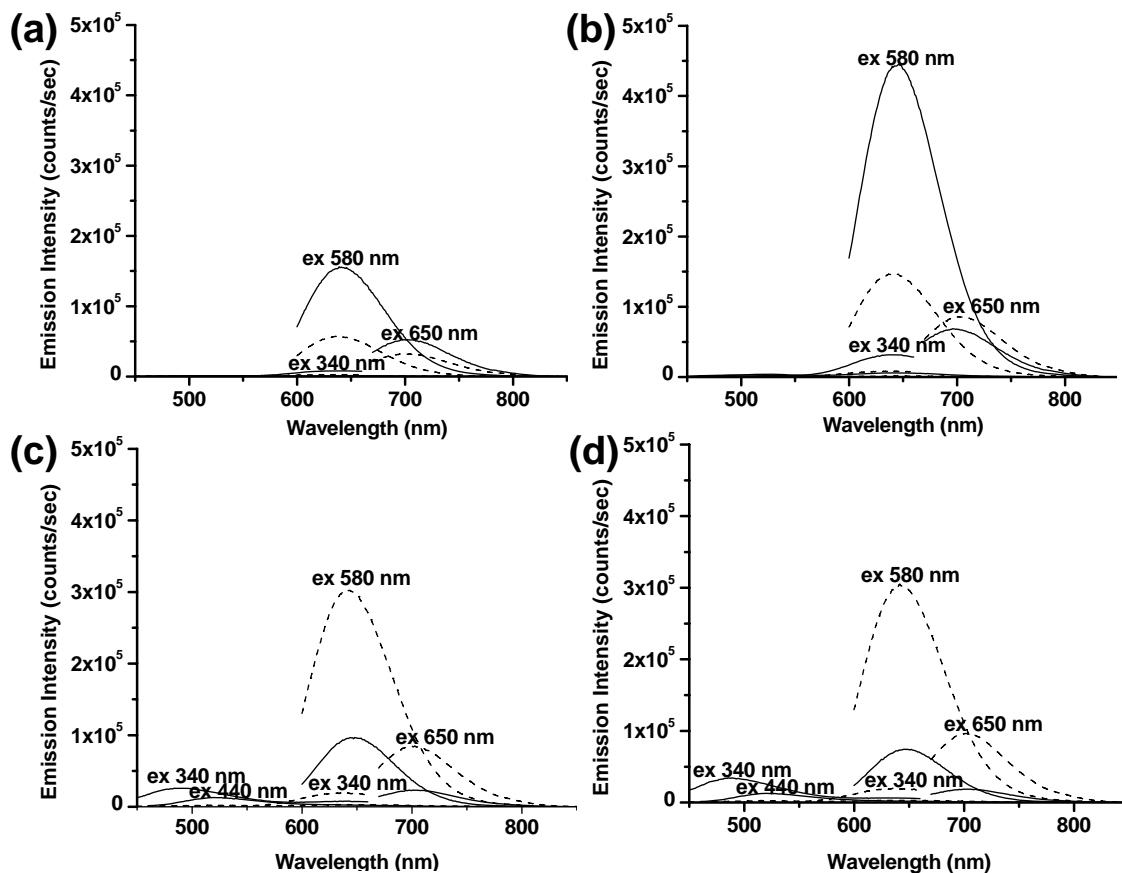 (a)
Emission Intensity (counts/sec)
5x10⁵
4x10⁵
3x10⁵
2x10⁵
1x10⁵
0
ex 580 nm
ex 650 nm
ex 340 nm
500 600 700 800
Wavelength (nm)
(b)
Emission Intensity (counts/sec)
5x10⁵
4x10⁵
3x10⁵
2x10⁵
1x10⁵
0
ex 580 nm
ex 650 nm
ex 340 nm
500 600 700 800
Wavelength (nm)
(c)
Emission Intensity (counts/sec)
5x10⁵
4x10⁵
3x10⁵
2x10⁵
1x10⁵
0
ex 580 nm
ex 650 nm
ex 340 nm
ex 440 nm
ex 340 nm
500 600 700 800
Wavelength (nm)
(d)
Emission Intensity (counts/sec)
5x10⁵
4x10⁵
3x10⁵
2x10⁵
1x10⁵
0
ex 580 nm
ex 650 nm
ex 340 nm
ex 440 nm
ex 340 nm
500 600 700 800
Wavelength (nm)